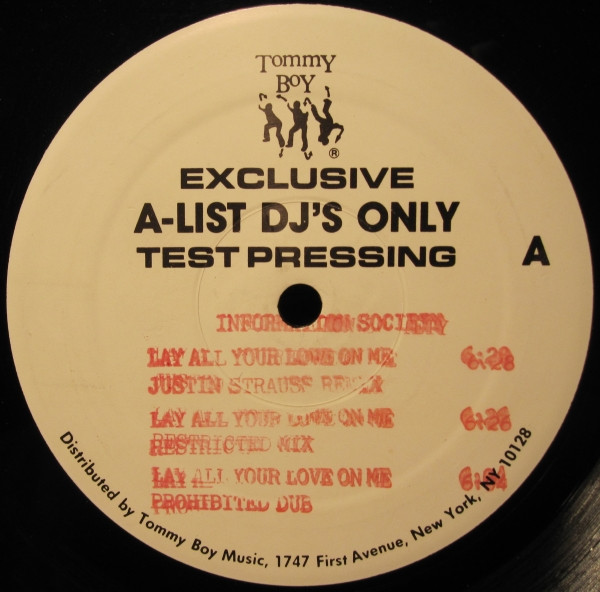 Tommy
Boy
®
EXCLUSIVE
A-LIST DJ'S ONLY
TEST PRESSING
A
INFORMATION SOCIETY
LAY ALL YOUR LOVE ON ME
JUSTIN STRAUSS REMIX
LAY ALL YOUR LOVE ON ME
RESTRICTED MIX
LAY ALL YOUR LOVE ON ME
PROHIBITED DUB
Distributed by Tommy Boy Music, 1747 First Avenue, New York, NY 10128